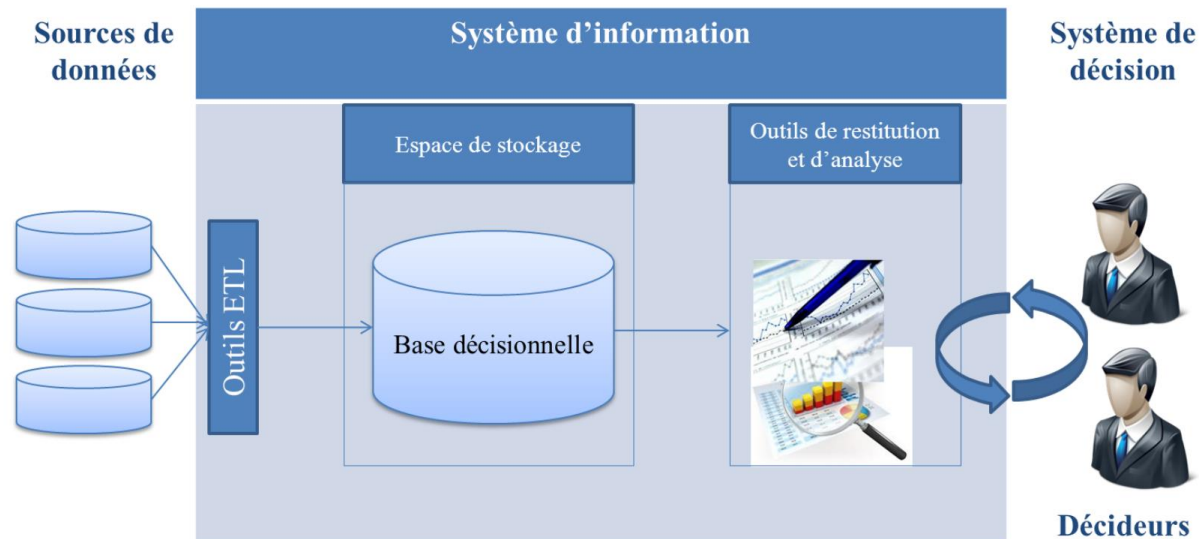 Sources de
données
Système d’information
Système de
décision
Espace de stockage
Outils de restitution
et d’analyse
Outils ETL
Base décisionnelle
Décideurs